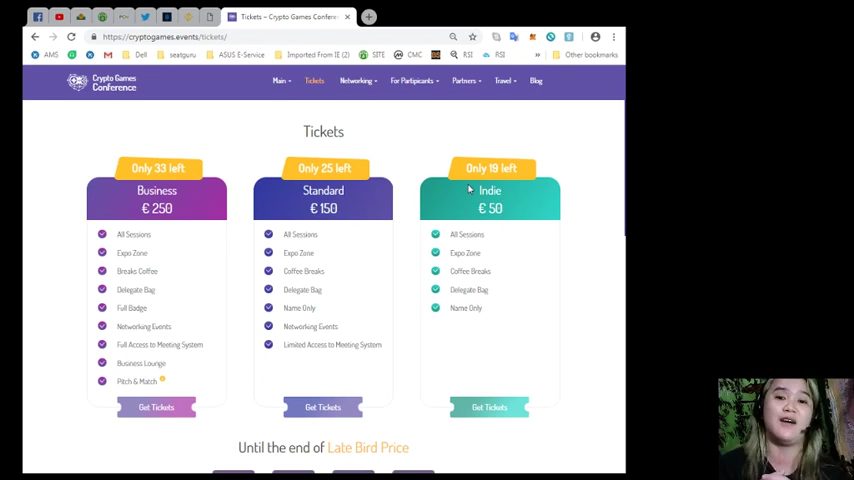 Tickets – Crypto Games Conferen
https://cryptogames.events/tickets/
AMS
Dell
seatguru
ASUS E-Service
Imported From IE (2)
SITE
CMC
RSI
RSI
Other bookmarks
Crypto Games
Conference
Main
Tickets
Networking
For Partipicants
Partners
Travel
Blog
Tickets
Only 33 left
Business
€ 250
All Sessions
Expo Zone
Breaks Coffee
Delegate Bag
Full Badge
Networking Events
Full Access to Meeting System
Business Lounge
Pitch & Match
Get Tickets
Only 25 left
Standard
€ 150
All Sessions
Expo Zone
Coffee Breaks
Delegate Bag
Name Only
Networking Events
Limited Access to Meeting System
Get Tickets
Only 19 left
Indie
€ 50
All Sessions
Expo Zone
Coffee Breaks
Delegate Bag
Name Only
Get Tickets
Until the end of Late Bird Price